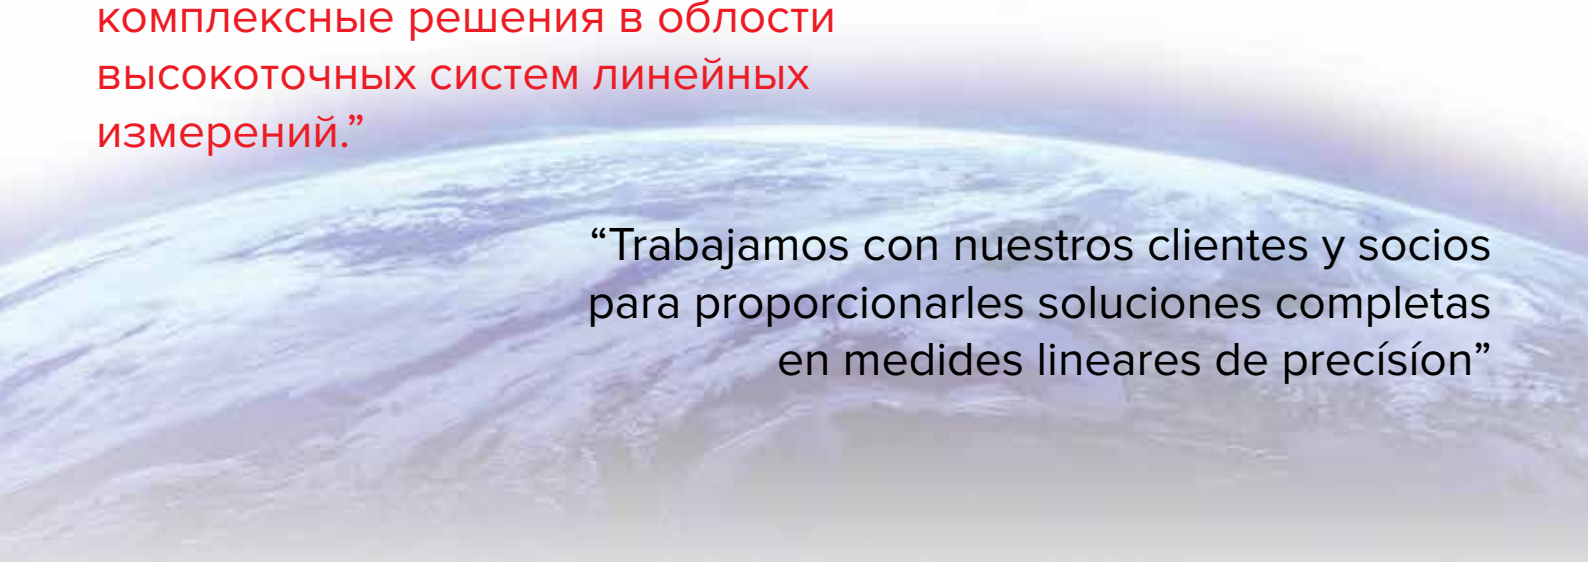 комплексные решения в облости
высокоточных систем линейных
измерений.”
“Trabajamos con nuestros clientes y socios
para proporcionarles soluciones completas
en medides lineares de precísíon”